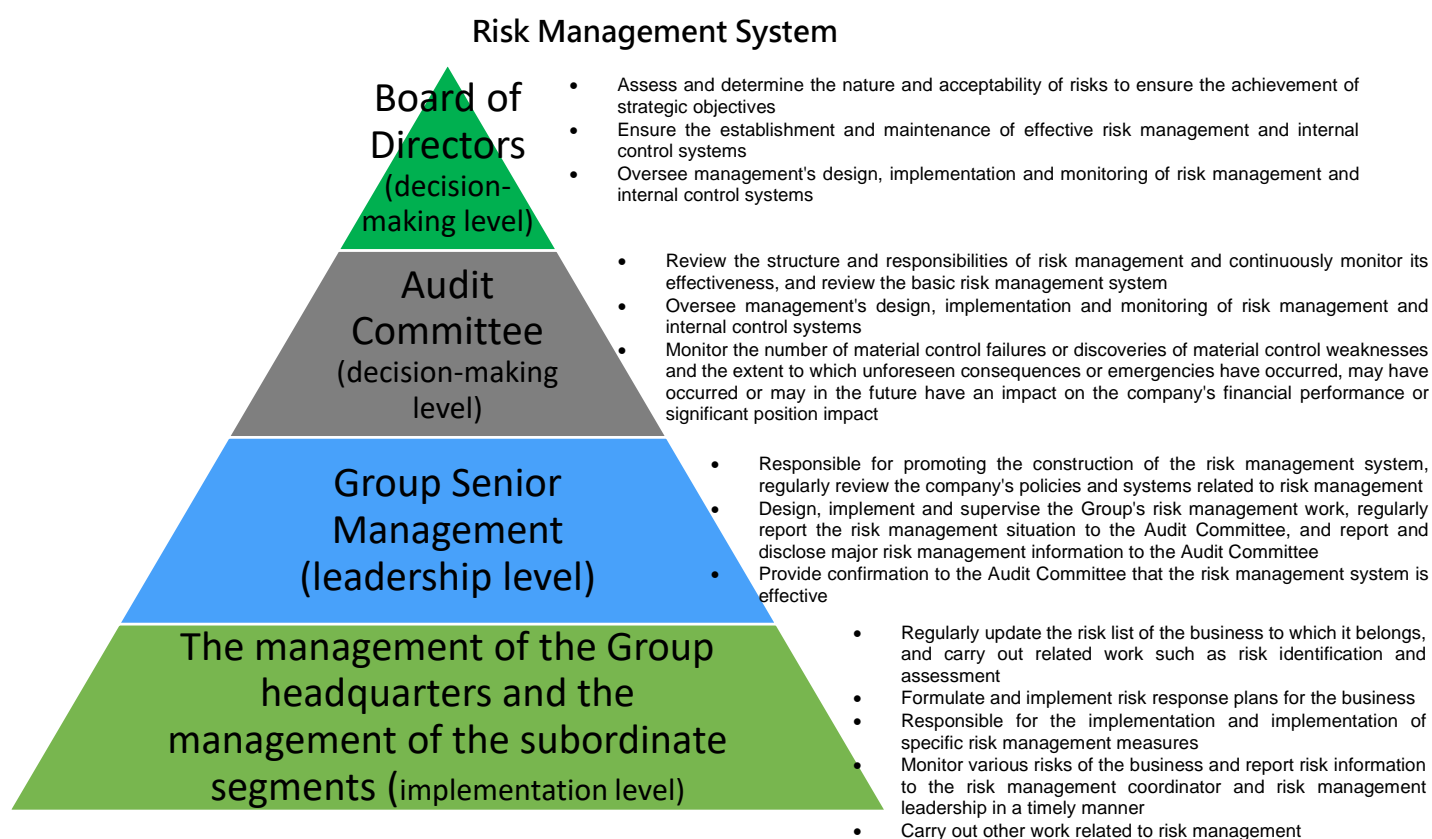 Risk Management System
Board of
Directors
(decision-
making level)
• Assess and determine the nature and acceptability of risks to ensure the achievement of
strategic objectives
• Ensure the establishment and maintenance of effective risk management and internal
control systems
• Oversee management's design, implementation and monitoring of risk management and
internal control systems
Audit
Committee
(decision-making
level)
• Review the structure and responsibilities of risk management and continuously monitor its
effectiveness, and review the basic risk management system
• Oversee management's design, implementation and monitoring of risk management and
internal control systems
• Monitor the number of material control failures or discoveries of material control weaknesses
and the extent to which unforeseen consequences or emergencies have occurred, may have
occurred or may in the future have an impact on the company's financial performance or
significant position impact
Group Senior
Management
(leadership level)
• Responsible for promoting the construction of the risk management system,
regularly review the company's policies and systems related to risk management
• Design, implement and supervise the Group's risk management work, regularly
report the risk management situation to the Audit Committee, and report and
disclose major risk management information to the Audit Committee
• Provide confirmation to the Audit Committee that the risk management system is
effective
The management of the Group
headquarters and the
management of the subordinate
segments (implementation level)
• Regularly update the risk list of the business to which it belongs,
and carry out related work such as risk identification and
assessment
• Formulate and implement risk response plans for the business
• Responsible for the implementation and implementation of
specific risk management measures
• Monitor various risks of the business and report risk information
to the risk management coordinator and risk management
leadership in a timely manner
• Carry out other work related to risk management